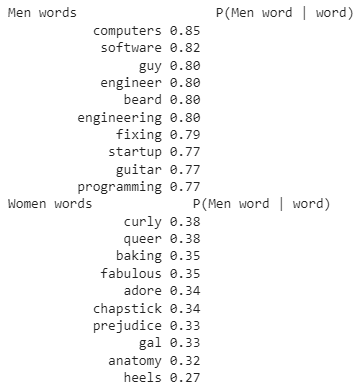 Men words P(Men word | word)
computers 0.85
software 0.82
guy 0.80
engineer 0.80
beard 0.80
engineering 0.80
fixing 0.79
startup 0.77
guitar 0.77
programming 0.77
Women words P(Men word | word)
curly 0.38
queer 0.38
baking 0.35
fabulous 0.35
adore 0.34
chapstick 0.34
prejudice 0.33
gal 0.33
anatomy 0.32
heels 0.27